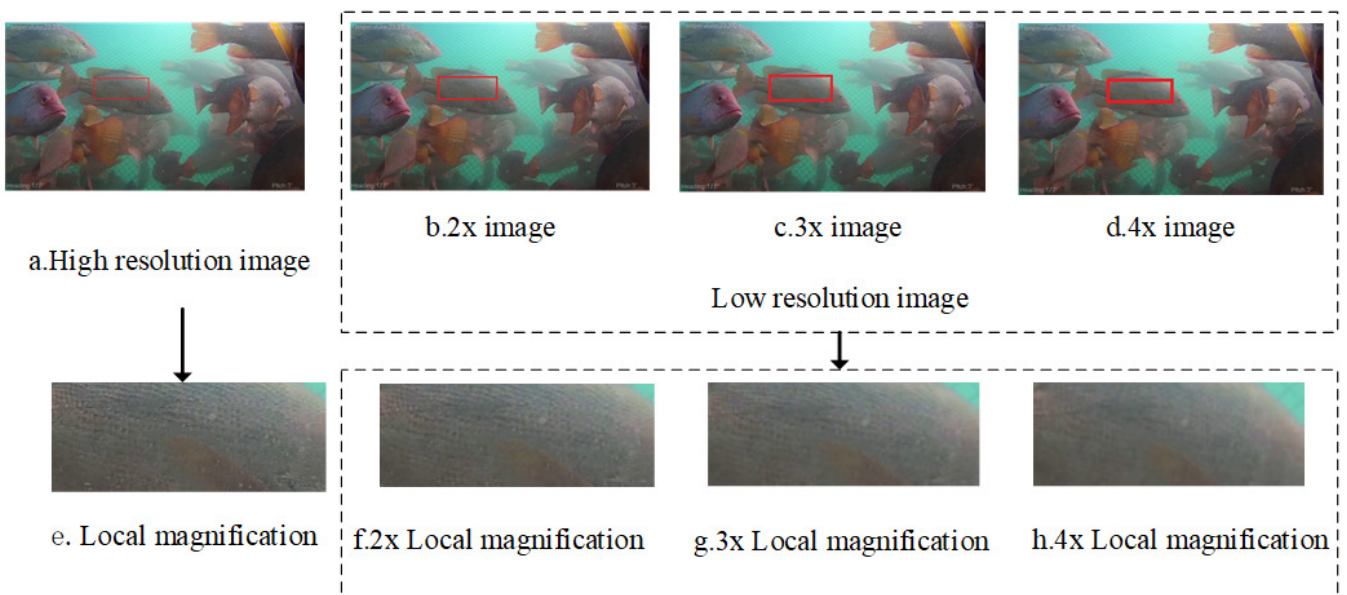 b.2x image
c.3x image
d.4x image
a.High resolution image
Low resolution image
e. Local magnification
f.2x Local magnification
g.3x Local magnification
h.4x Local magnification